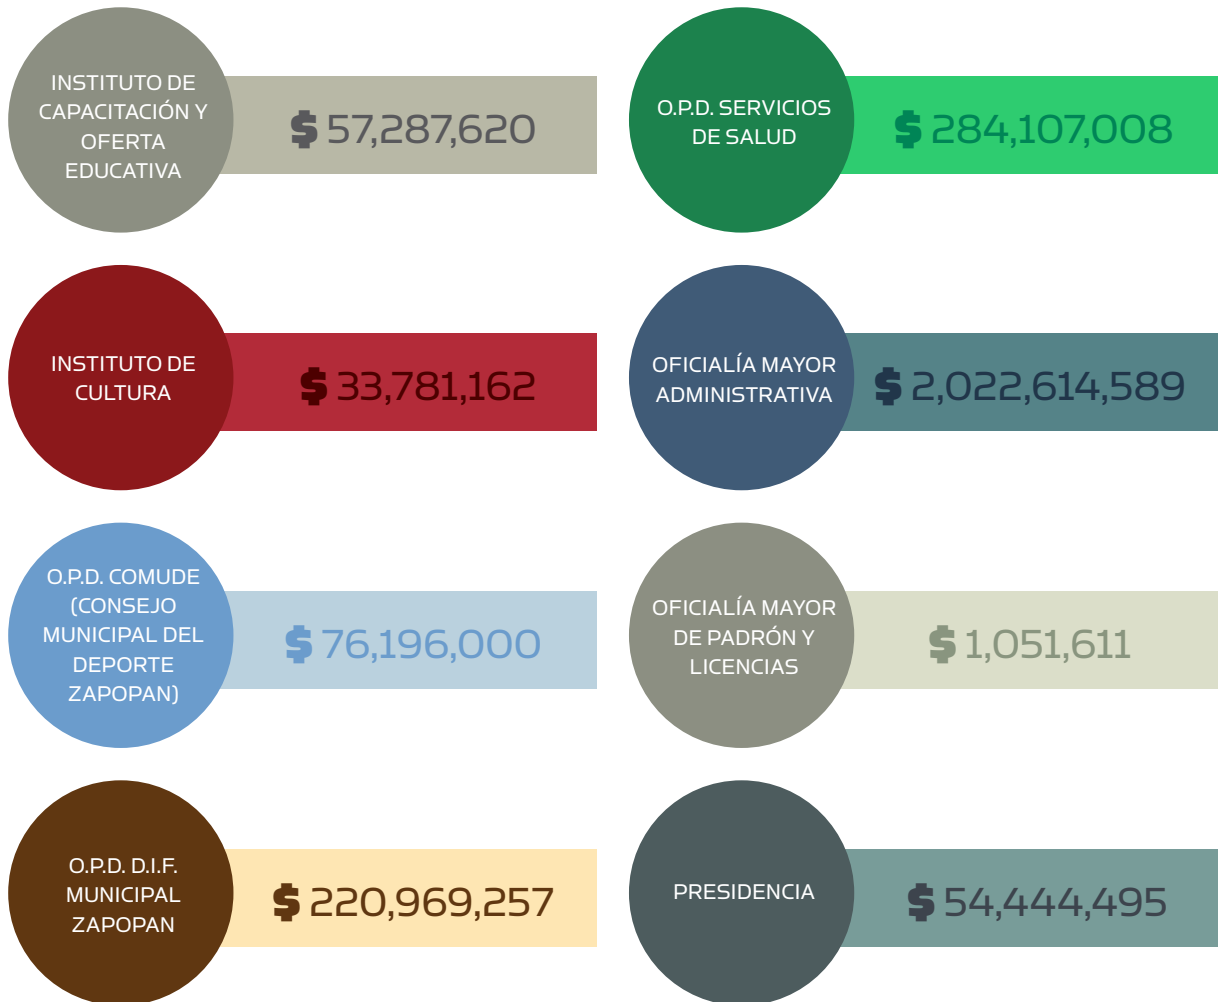 INSTITUTO DE
CAPACITACIÓN Y
OFERTA
EDUCATIVA
$ 57,287,620
O.P.D. SERVICIOS
DE SALUD
$ 284,107,008
INSTITUTO DE
CULTURA
$ 33,781,162
OFICIALÍA MAYOR
ADMINISTRATIVA
$ 2,022,614,589
O.P.D. COMUDE
(CONSEJO
MUNICIPAL DEL
DEPORTE
ZAPOPAN)
$ 76,196,000
OFICIALÍA MAYOR
DE PADRÓN Y
LICENCIAS
$ 1,051,611
O.P.D. D.I.F.
MUNICIPAL
ZAPOPAN
$ 220,969,257
PRESIDENCIA
$ 54,444,495